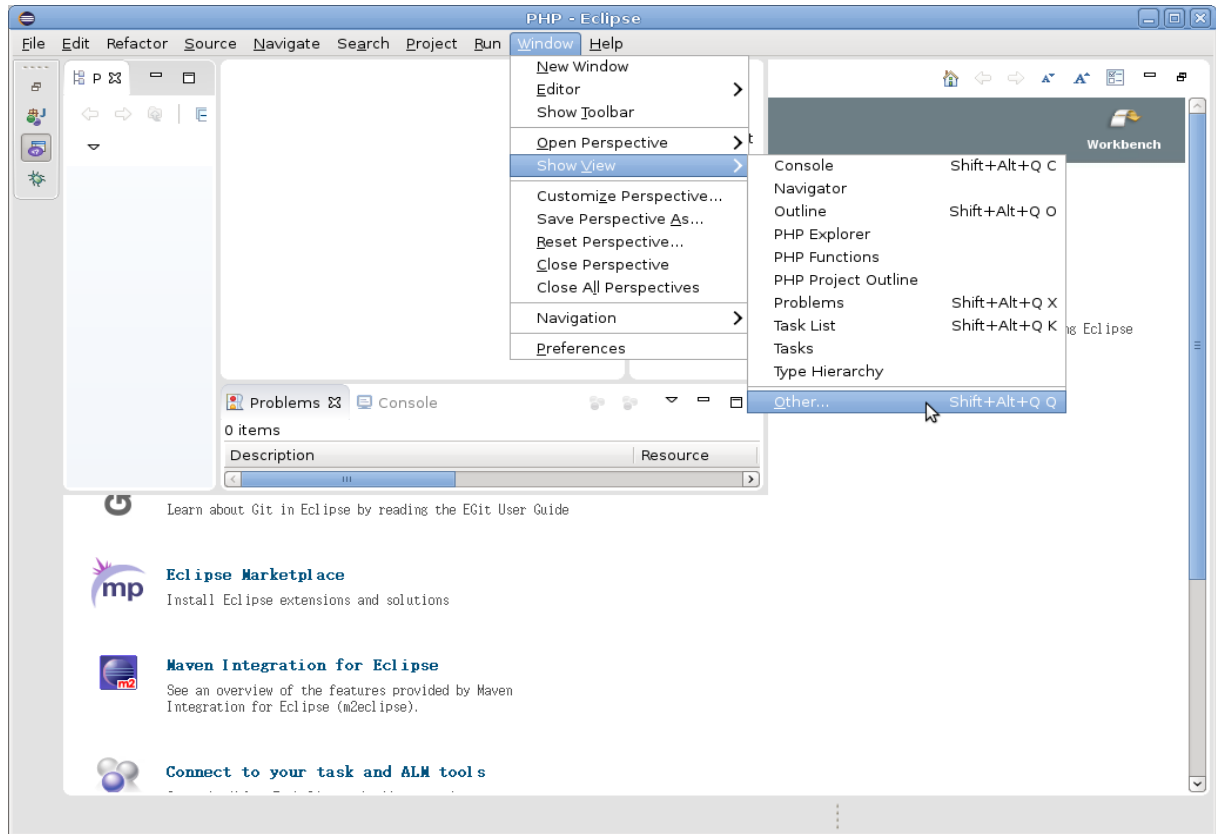 PHP - Eclipse
File Edit Refactor Source Navigate Search Project Run Window Help
P
New Window
Editor
Show Toolbar
Open Perspective
Show View
Customize Perspective...
Save Perspective As...
Reset Perspective...
Close Perspective
Close All Perspectives
Navigation
Preferences
Workbench
Console Shift+Alt+Q C
Navigator
Outline Shift+Alt+Q O
PHP Explorer
PHP Functions
PHP Project Outline
Problems Shift+Alt+Q X
Task List Shift+Alt+Q K
Tasks
Type Hierarchy
Other... Shift+Alt+Q Q
Eclipse
Problems Console
0 items
Description Resource
Learn about Git in Eclipse by reading the EGit User Guide
mp
Eclipse Marketplace
Install Eclipse extensions and solutions
m2
Maven Integration for Eclipse
See an overview of the features provided by Maven
Integration for Eclipse (m2eclipse).
Connect to your task and ALM tools